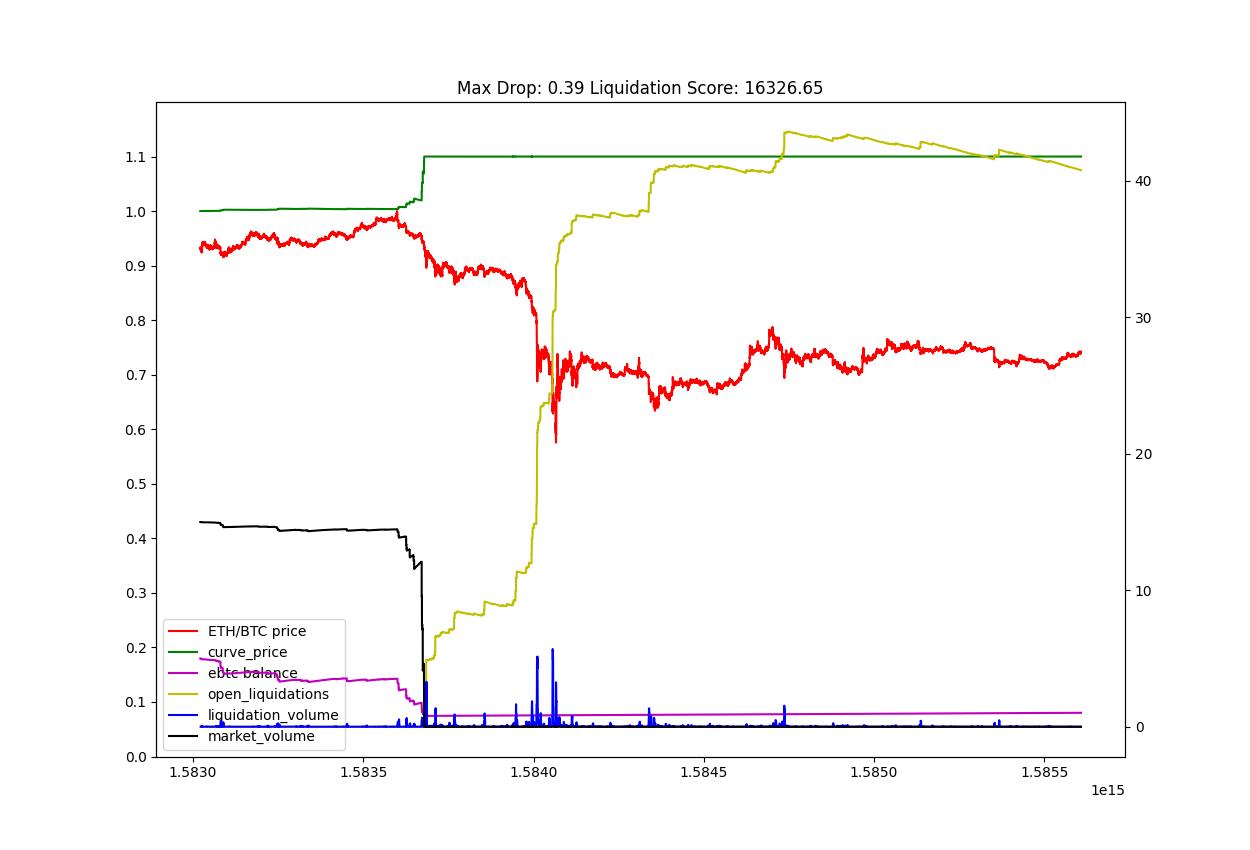 Max Drop: 0.39 Liquidation Score: 16326.65
1.1
1.0
0.9
0.8
0.7
0.6
0.5
0.4
0.3
0.2
0.1
0.0
40
30
20
10
0
ETH/BTC price
curve_price
ebtc balance
open_liquidations
liquidation_volume
market_volume
1.5830 1.5835 1.5840 1.5845 1.5850 1.5855
1e15